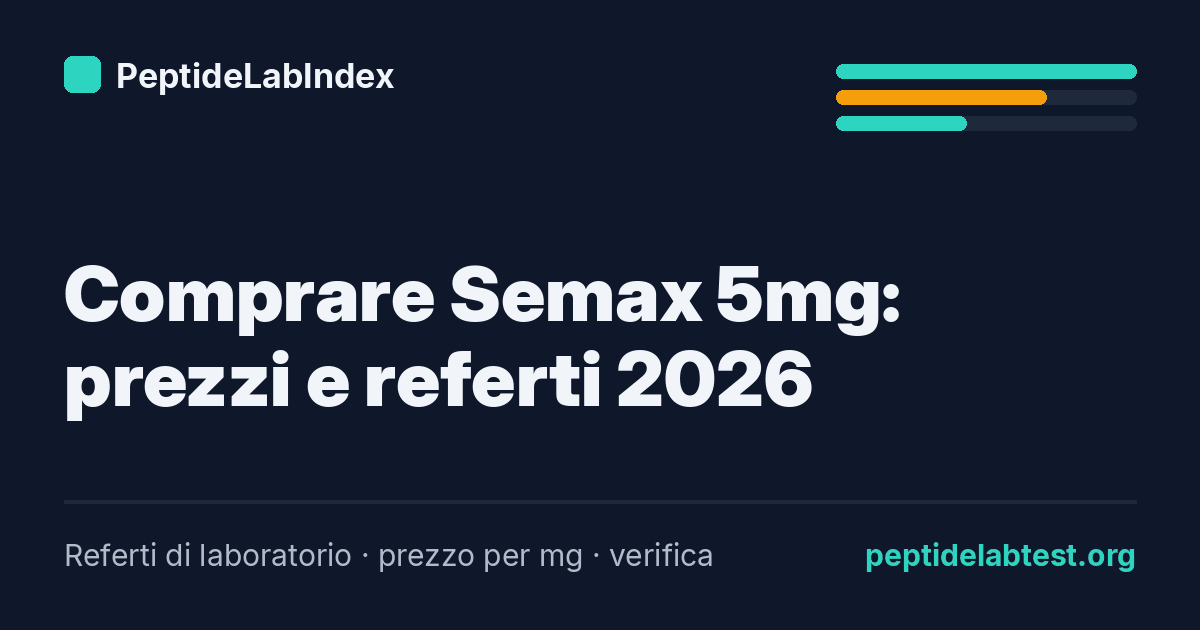 PeptideLabIndex
Comprare Semax 5mg:
prezzi e referti 2026
Referti di laboratorio · prezzo per mg · verifica
peptidelabtest.org